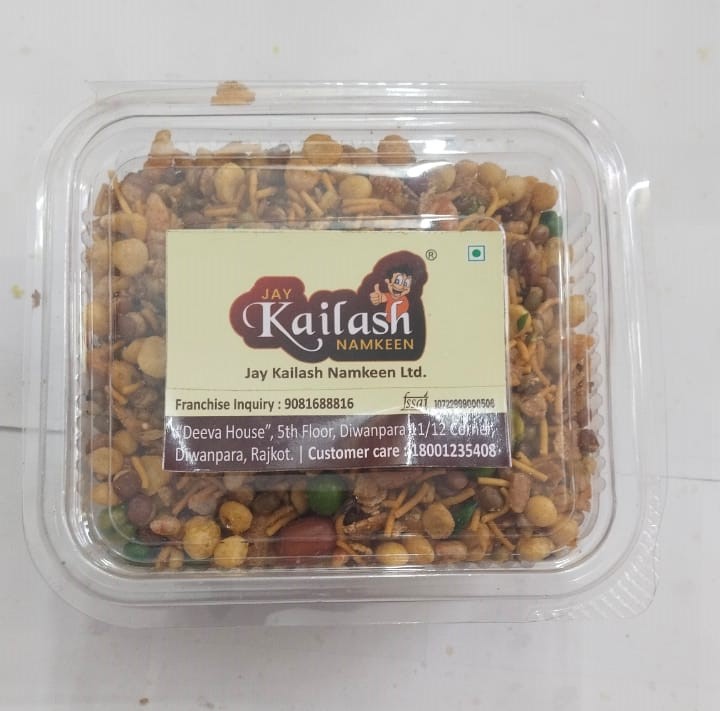 ®
JAY
Kailash
NAMKEEN
Jay Kailash Namkeen Ltd.
Franchise Inquiry : 9081688816 fssai 10722999000506
"Deeva House", 5th Floor, Diwanpara 11/12 Corner,
Diwanpara, Rajkot. | Customer care : 18001235408